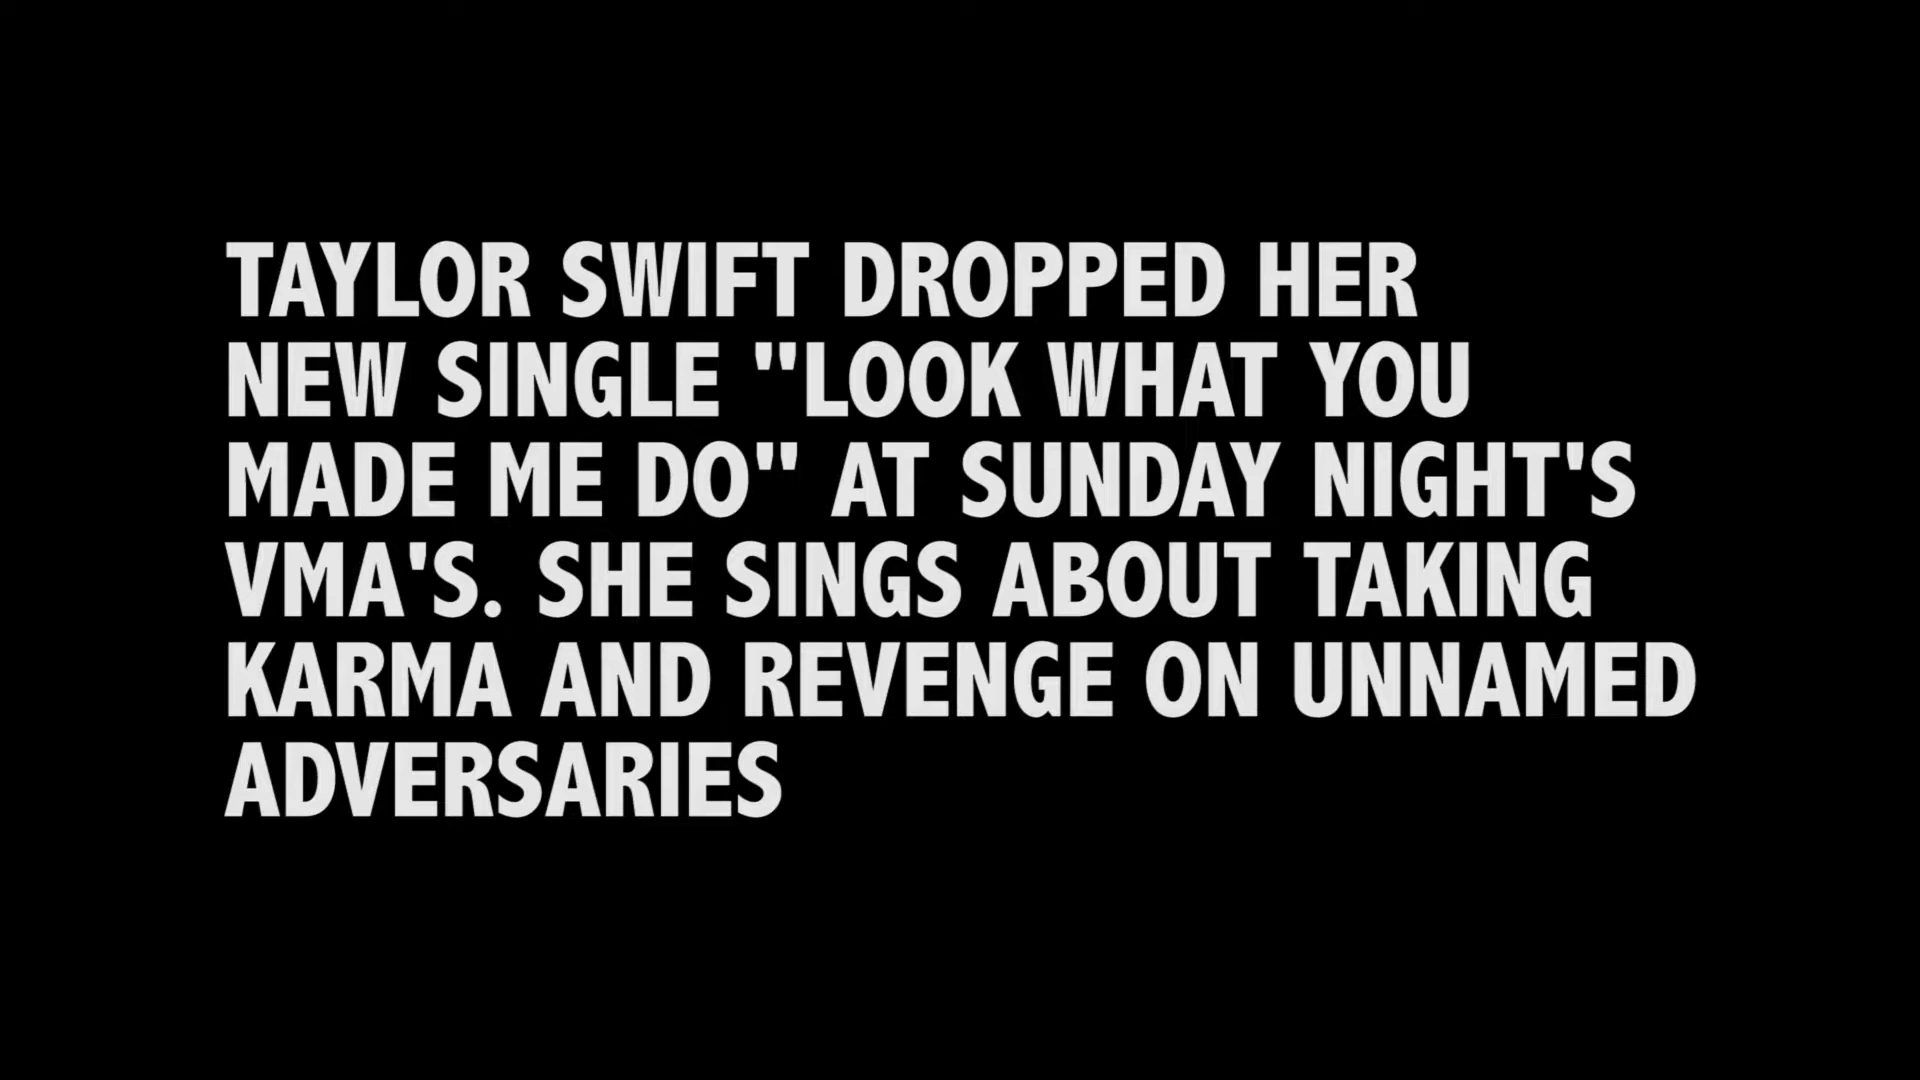 TAYLOR SWIFT DROPPED HER
NEW SINGLE "LOOK WHAT YOU
MADE ME DO" AT SUNDAY NIGHT'S
VMA'S. SHE SINGS ABOUT TAKING
KARMA AND REVENGE ON UNNAMED
ADVERSARIES